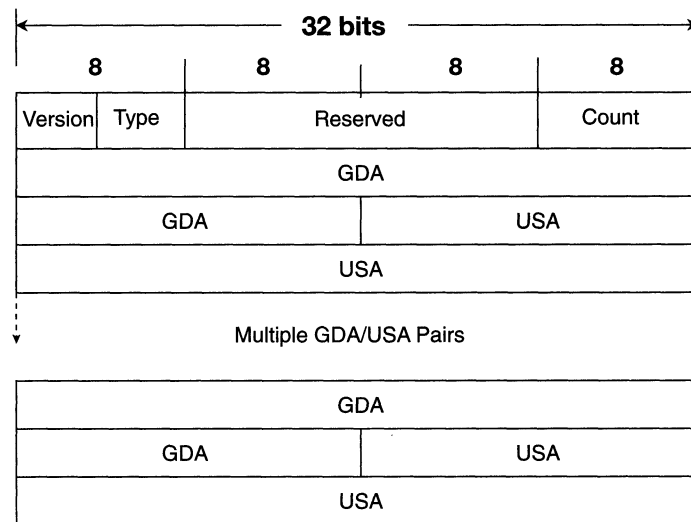 32 bits
8 8 8 8
Version Type Reserved Count
GDA
GDA USA
USA
Multiple GDA/USA Pairs
GDA
GDA USA
USA